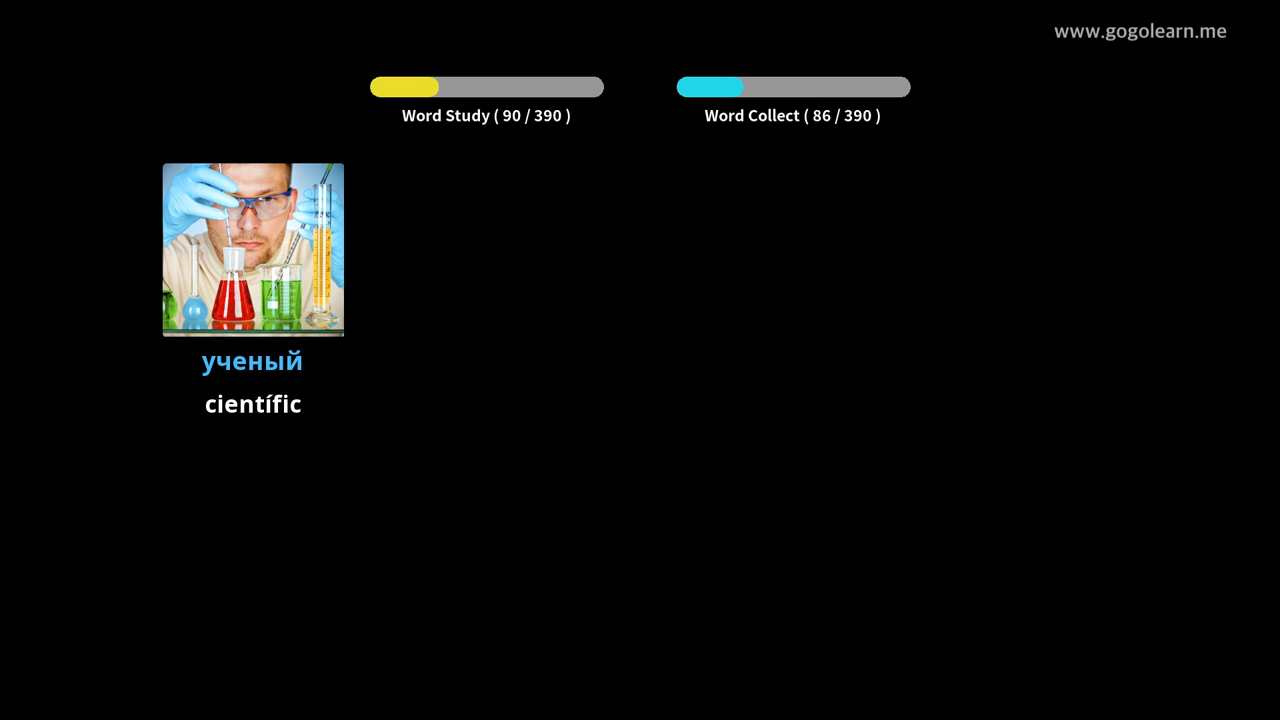 www.gogolearn.me
Word Study ( 90 / 390 )
Word Collect ( 86 / 390 )
ученый
científic